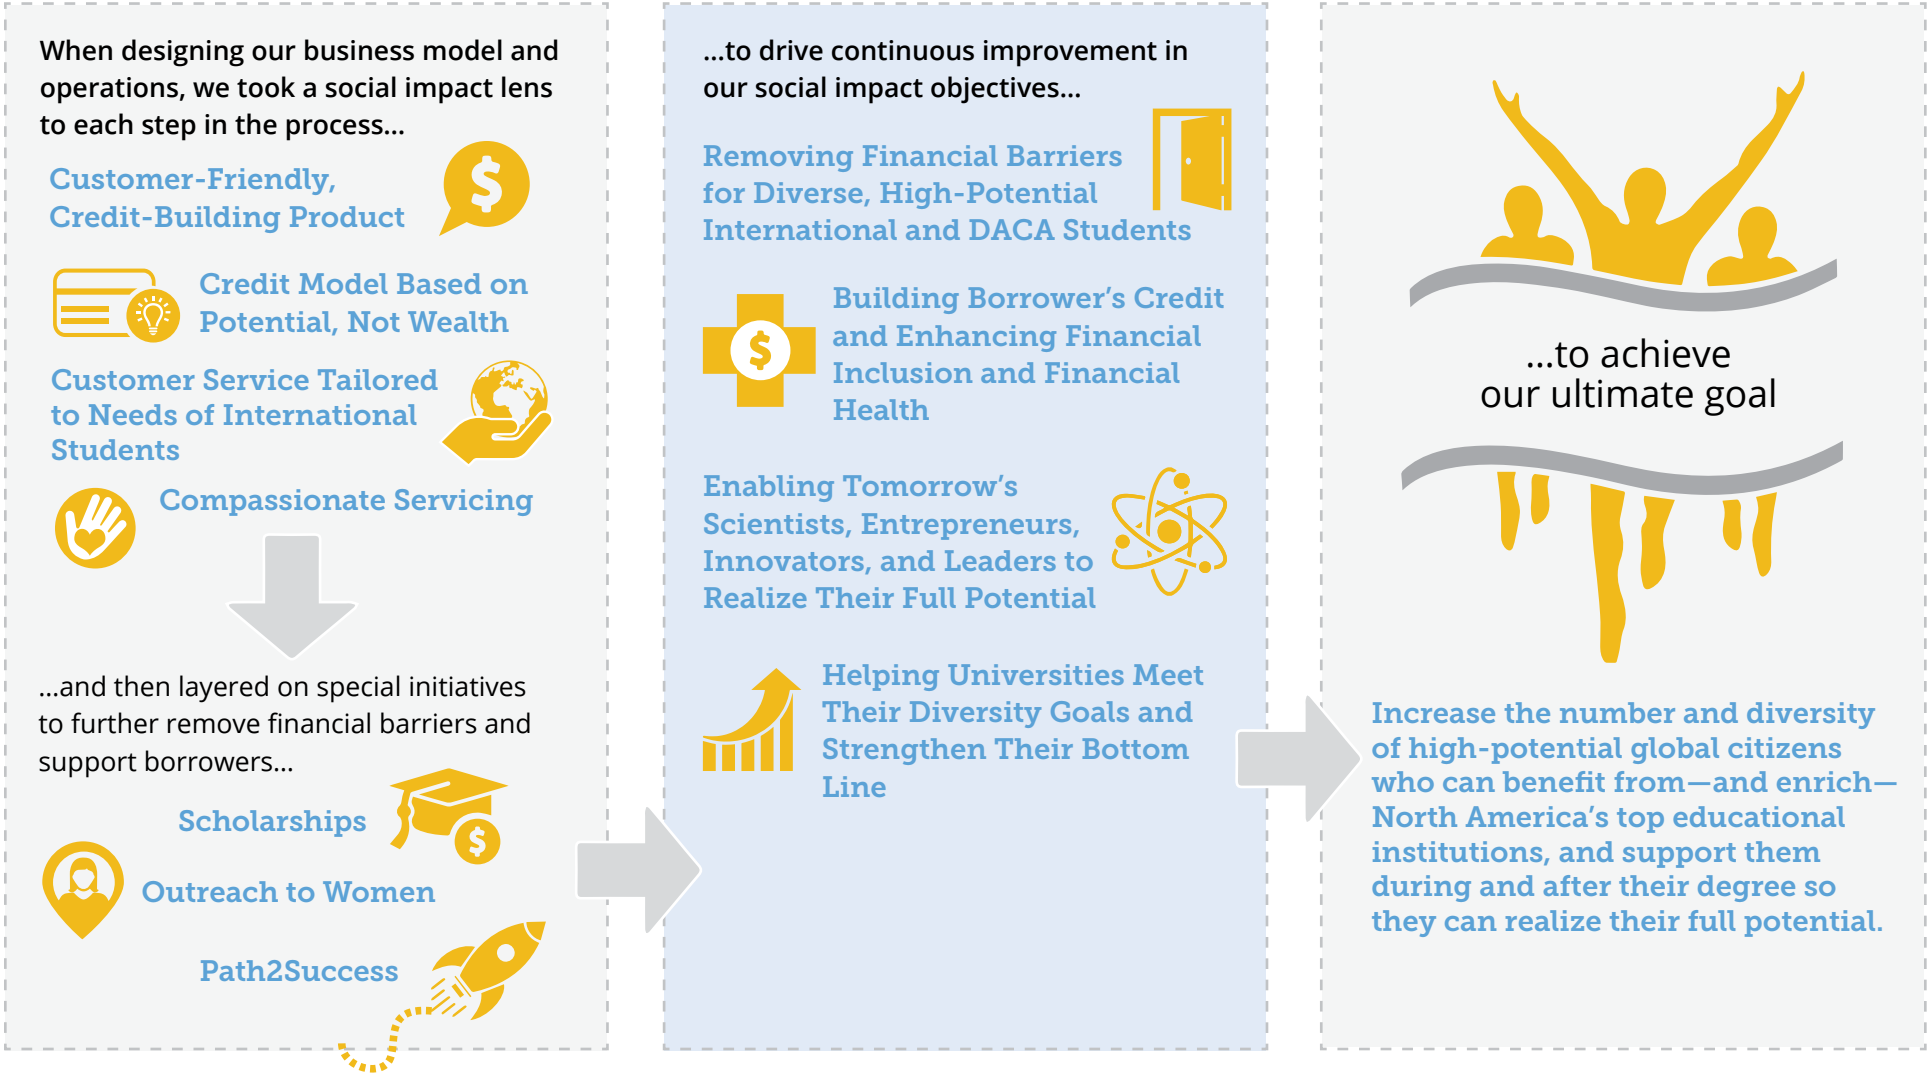 When designing our business model and
operations, we took a social impact lens
to each step in the process...
Customer-Friendly,
Credit-Building Product
$
Credit Model Based on
Potential, Not Wealth
Customer Service Tailored
to Needs of International
Students
Compassionate Servicing
...and then layered on special initiatives
to further remove financial barriers and
support borrowers...
Scholarships
$
Outreach to Women
Path2Success
...to drive continuous improvement in
our social impact objectives...
Removing Financial Barriers
for Diverse, High-Potential
International and DACA Students
$
Building Borrower's Credit
and Enhancing Financial
Inclusion and Financial
Health
Enabling Tomorrow's
Scientists, Entrepreneurs,
Innovators, and Leaders to
Realize Their Full Potential
Helping Universities Meet
Their Diversity Goals and
Strengthen Their Bottom
Line
...to achieve
our ultimate goal
Increase the number and diversity
of high-potential global citizens
who can benefit from—and enrich—
North America's top educational
institutions, and support them
during and after their degree so
they can realize their full potential.